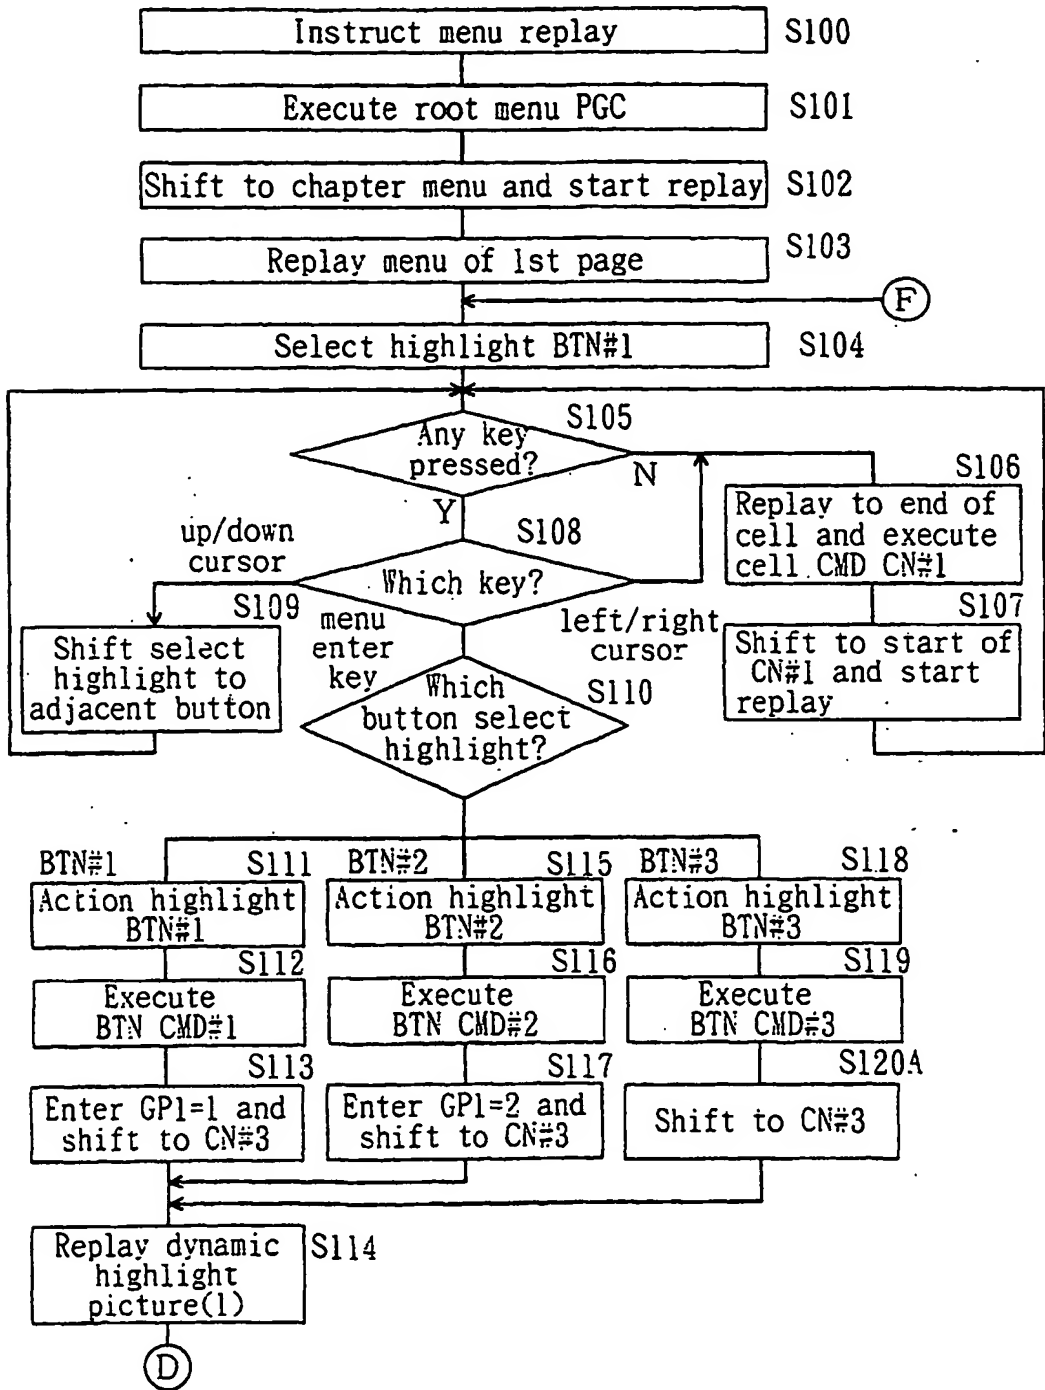 Instruct menu replay
S100
Execute root menu PGC
S101
Shift to chapter menu and start replay
S102
Replay menu of 1st page
S103
F
Select highlight BTN#1
S104
S105
Any key
pressed?
N
Y
S106
Replay to end of
cell and execute
cell CMD CN#1
S107
Shift to start of
CN#1 and start
replay
up/down
cursor
S108
Which key?
S109
Shift select
highlight to
adjacent button
menu
enter
key
left/right
cursor
S110
Which
button select
highlight?
BTN#1
S111
Action highlight
BTN#1
S112
Execute
BTN CMD#1
S113
Enter GP1=1 and
shift to CN#3
BTN#2
S115
Action highlight
BTN#2
S116
Execute
BTN CMD#2
S117
Enter GP1=2 and
shift to CN#3
BTN#3
S118
Action highlight
BTN#3
S119
Execute
BTN CMD#3
S120A
Shift to CN#3
Replay dynamic
highlight
picture(1)
S114
D